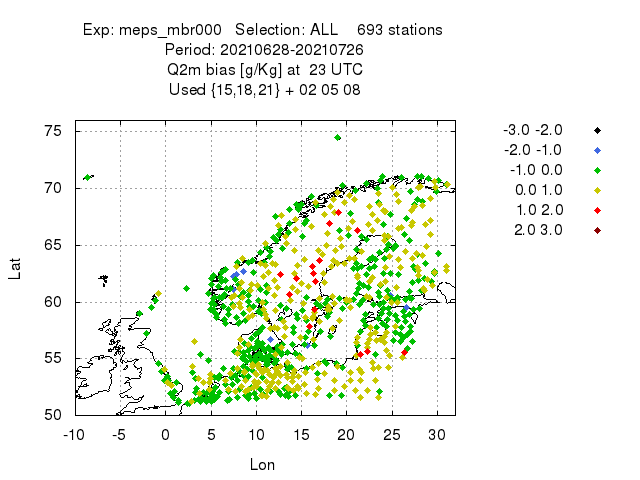 Exp: meps_mbr000   Selection: ALL    693 stations
Period: 20210628-20210726
Q2m bias [g/Kg] at  23 UTC
Used {15,18,21} + 02 05 08
-3.0 -2.0
-2.0 -1.0
-1.0 0.0
0.0 1.0
1.0 2.0
2.0 3.0
75
70
65
60
55
50
Lat
-10 -5 0 5 10 15 20 25 30
Lon